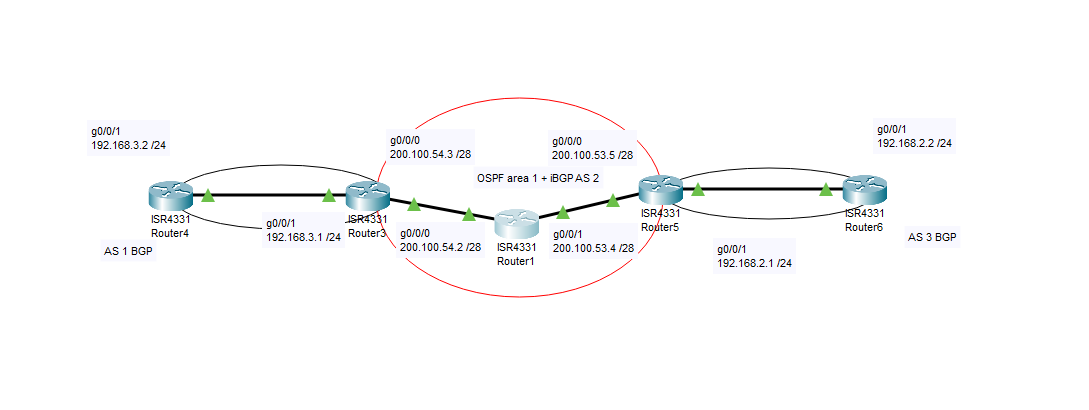 g0/0/1
192.168.3.2 /24
g0/0/0
200.100.54.3 /28
g0/0/0
200.100.53.5 /28
g0/0/1
192.168.2.2 /24
OSPF area 1 + iBGP AS 2
ISR4331
Router4
g0/0/1
192.168.3.1 /24
ISR4331
Router3
g0/0/0
200.100.54.2 /28
ISR4331
Router1
g0/0/1
200.100.53.4 /28
ISR4331
Router5
g0/0/1
192.168.2.1 /24
ISR4331
Router6
AS 1 BGP
AS 3 BGP